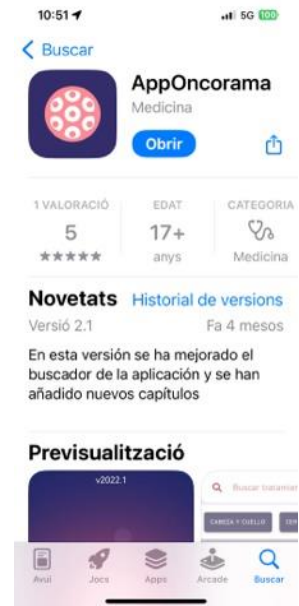 10:51
5G 100
Buscar
AppOncorama
Medicina
Obrir
1 VALORACIÓ EDAT CATEGORIA
5 17+
★★★★★ anys Medicina
Novetats Historial de versions
Versió 2.1 Fa 4 mesos
En esta versión se ha mejorado el
buscador de la aplicación y se han
añadido nuevos capítulos
Previsualització
v2022.1
Buscar tratamien
CABEZA Y CUELLO
Avui Jocs Apps Arcade Buscar